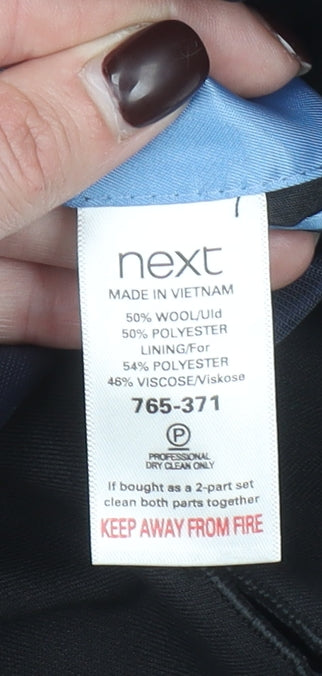 next
MADE IN VIETNAM
50% WOOL/Uld
50% POLYESTER
LINING/For
54% POLYESTER
46% VISCOSE/Viskose
765-371
P
PROFESSIONAL
DRY CLEAN ONLY
If bought as a 2-part set
clean both parts together
KEEP AWAY FROM FIRE